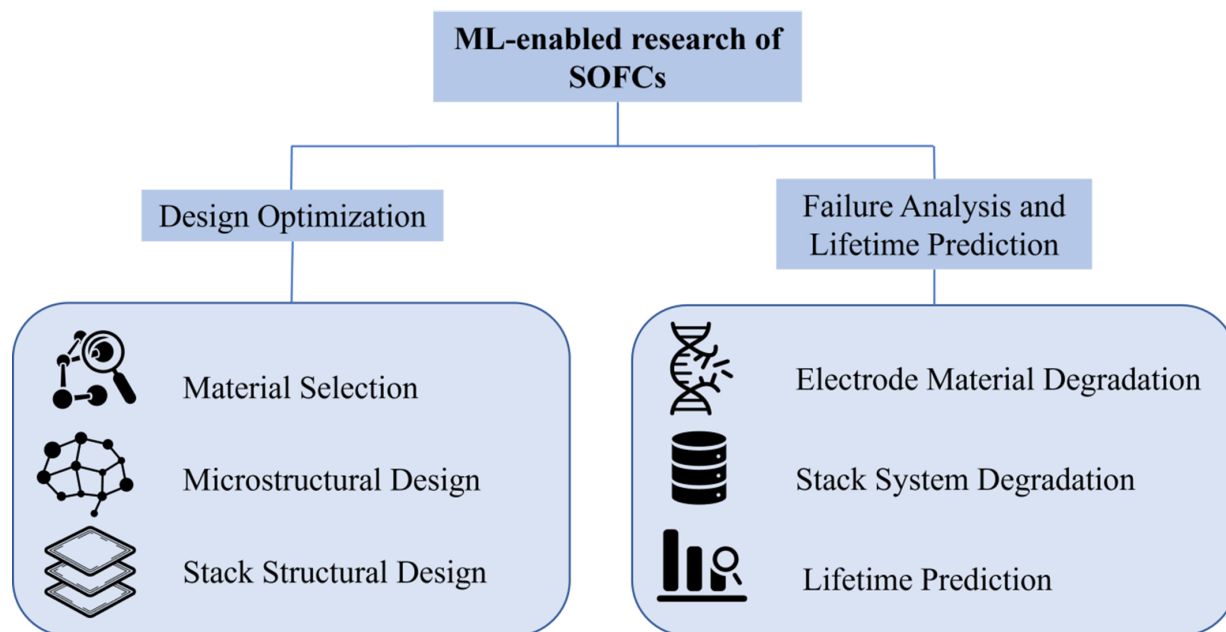 ML-enabled research of
SOFCs
Design Optimization
Failure Analysis and
Lifetime Prediction
Material Selection
Microstructural Design
Stack Structural Design
Electrode Material Degradation
Stack System Degradation
Lifetime Prediction